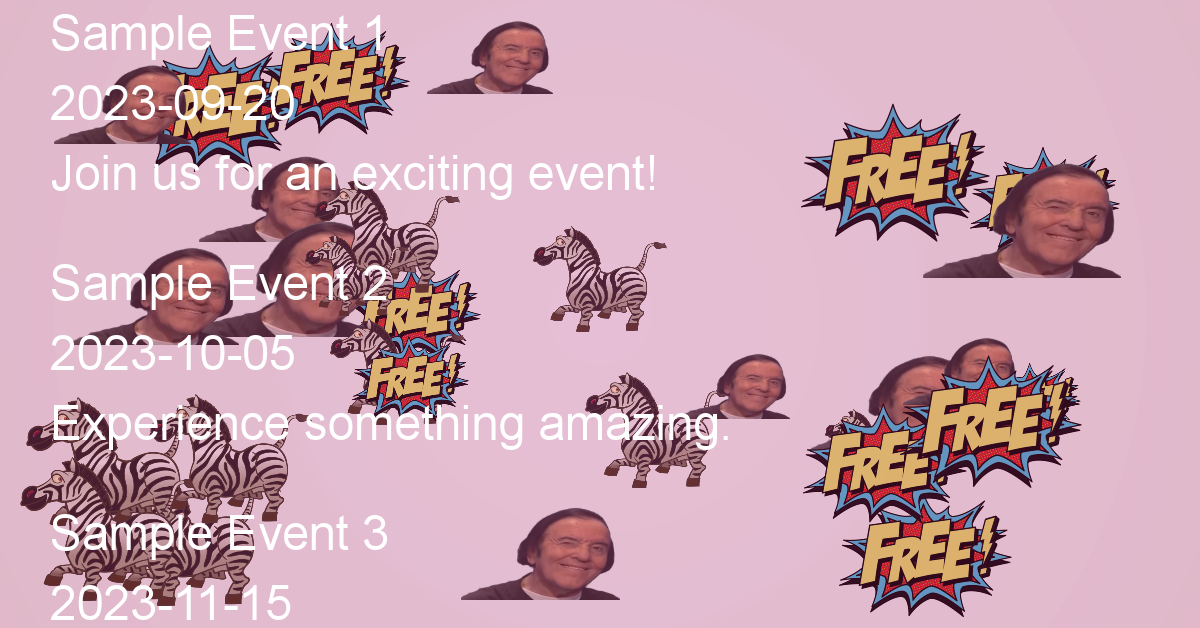 Sample Event 1
2023-09-20
Join us for an exciting event!
Sample Event 2
2023-10-05
Experience something amazing.
Sample Event 3
2023-11-15
FREE!
FREE!
FREE!
FREE!
FREE!
FREE!
FREE!
FREE!